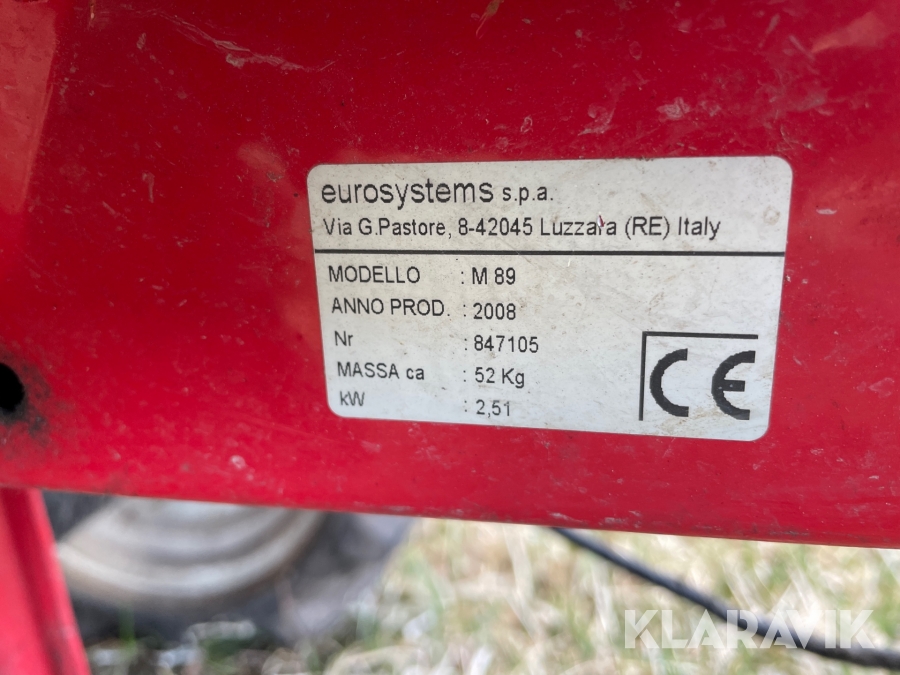 eurosystems s.p.a.
Via G.Pastore, 8-42045 Luzzara (RE) Italy
MODELLO : M 89
ANNO PROD. : 2008
Nr : 847105
MASSA ca : 52 Kg
kW : 2,51
CE
KLARAVIK